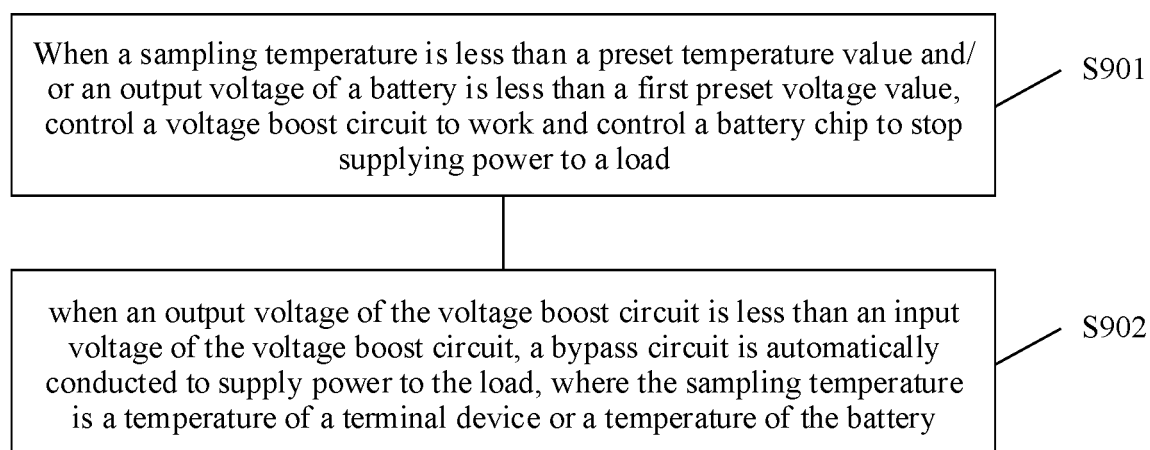 When a sampling temperature is less than a preset temperature value and/
or an output voltage of a battery is less than a first preset voltage value,
control a voltage boost circuit to work and control a battery chip to stop
supplying power to a load
S901
when an output voltage of the voltage boost circuit is less than an input
voltage of the voltage boost circuit, a bypass circuit is automatically
conducted to supply power to the load, where the sampling temperature
is a temperature of a terminal device or a temperature of the battery
S902